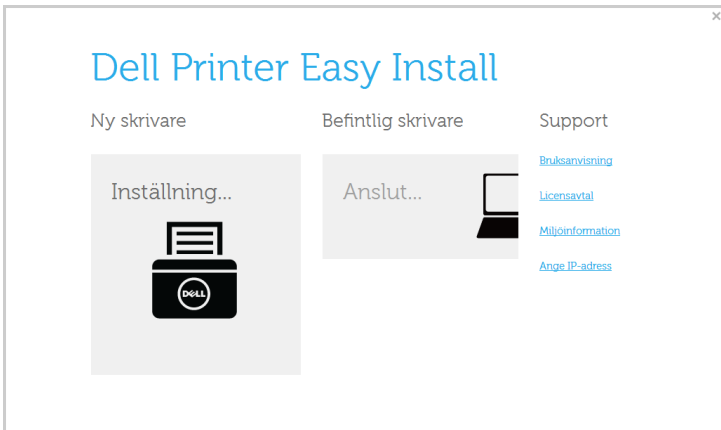 Dell Printer Easy Install
Ny skrivare
Befintlig skrivare
Support
Inställning...
Anslut...
Bruksanvisning
Licensavtal
Miljöinformation
Ange IP-adress
DELL